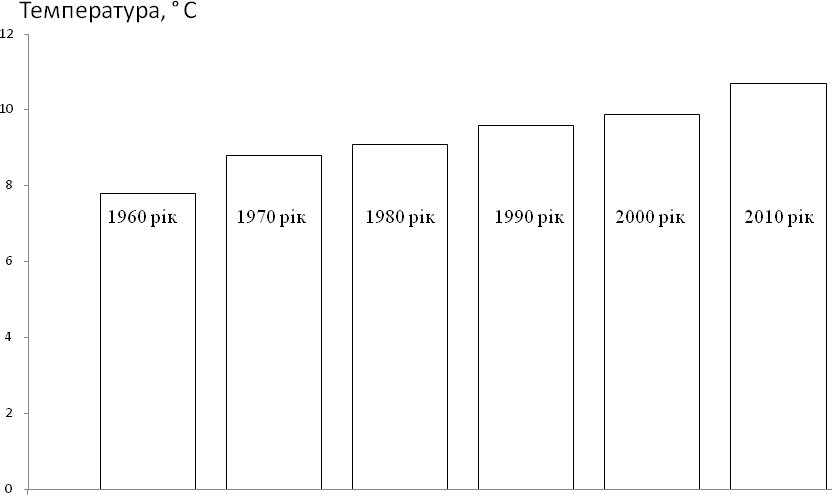 Температура, °С
12
10
8
6
4
2
0
1960 рік
1970 рік
1980 рік
1990 рік
2000 рік
2010 рік